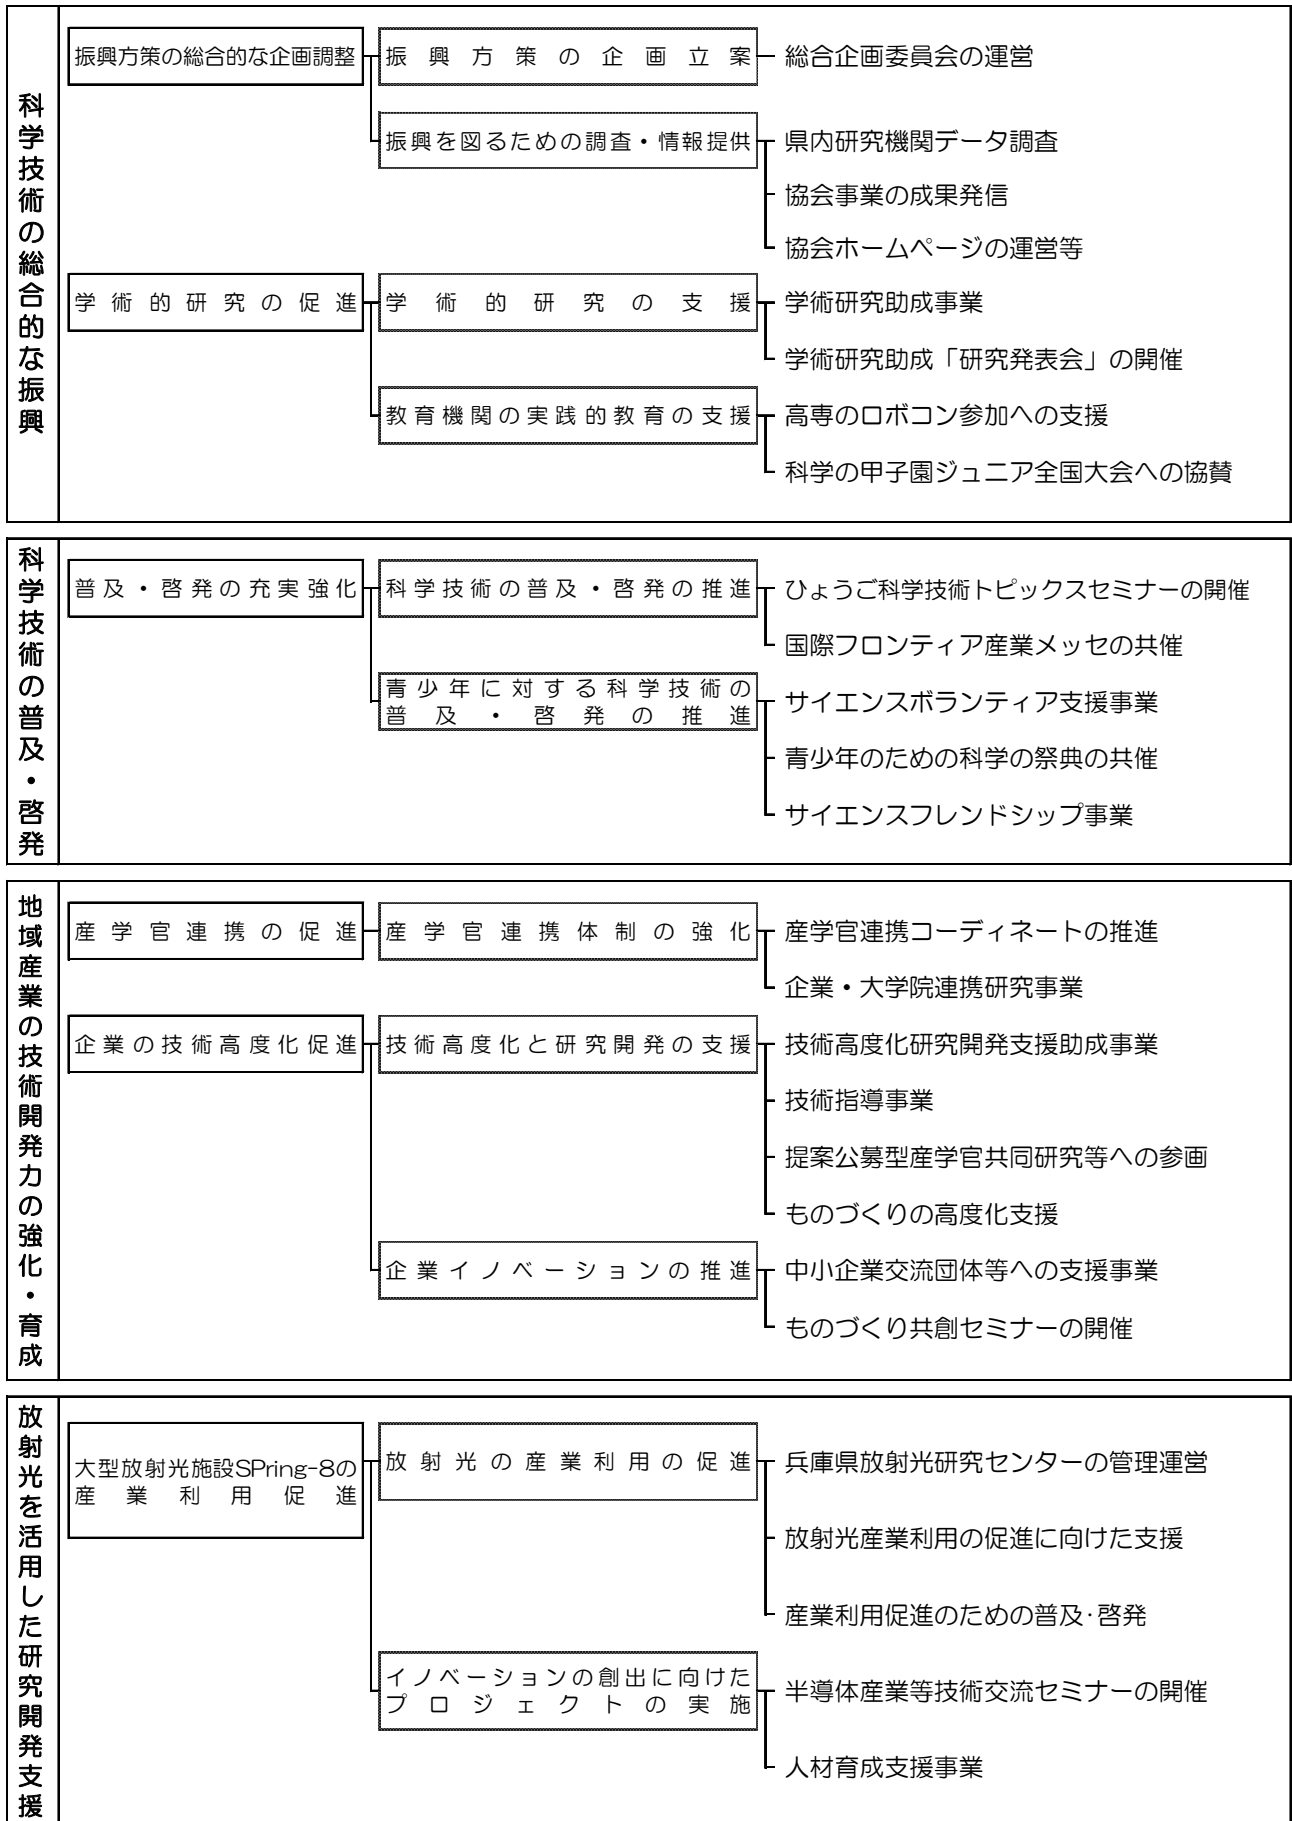 科学技術の総合的な振興
振興方策の総合的な企画調整
振興方策の企画立案
総合企画委員会の運営
振興を図るための調査・情報提供
県内研究機関データ調査
協会事業の成果発信
協会ホームページの運営等
学術的研究の促進
学術的研究の支援
学術研究助成事業
学術研究助成「研究発表会」の開催
教育機関の実践的教育の支援
高専のロボコン参加への支援
科学の甲子園ジュニア全国大会への協賛
科学技術の普及・啓発
普及・啓発の充実強化
科学技術の普及・啓発の推進
ひょうご科学技術トピックスセミナーの開催
国際フロンティア産業メッセの共催
青少年に対する科学技術の
普及・啓発の推進
サイエンスボランティア支援事業
青少年のための科学の祭典の共催
サイエンスフレンドシップ事業
地域産業の技術開発力の強化・育成
産学官連携の促進
産学官連携体制の強化
産学官連携コーディネートの推進
企業・大学院連携研究事業
企業の技術高度化促進
技術高度化と研究開発の支援
技術高度化研究開発支援助成事業
技術指導事業
提案公募型産学官共同研究等への参画
ものづくりの高度化支援
企業イノベーションの推進
中小企業交流団体等への支援事業
ものづくり共創セミナーの開催
放射光を活用した研究開発支援
大型放射光施設SPring-8の
産業利用促進
放射光の産業利用の促進
兵庫県放射光研究センターの管理運営
放射光産業利用の促進に向けた支援
産業利用促進のための普及・啓発
イノベーションの創出に向けた
プロジェクトの実施
半導体産業等技術交流セミナーの開催
人材育成支援事業